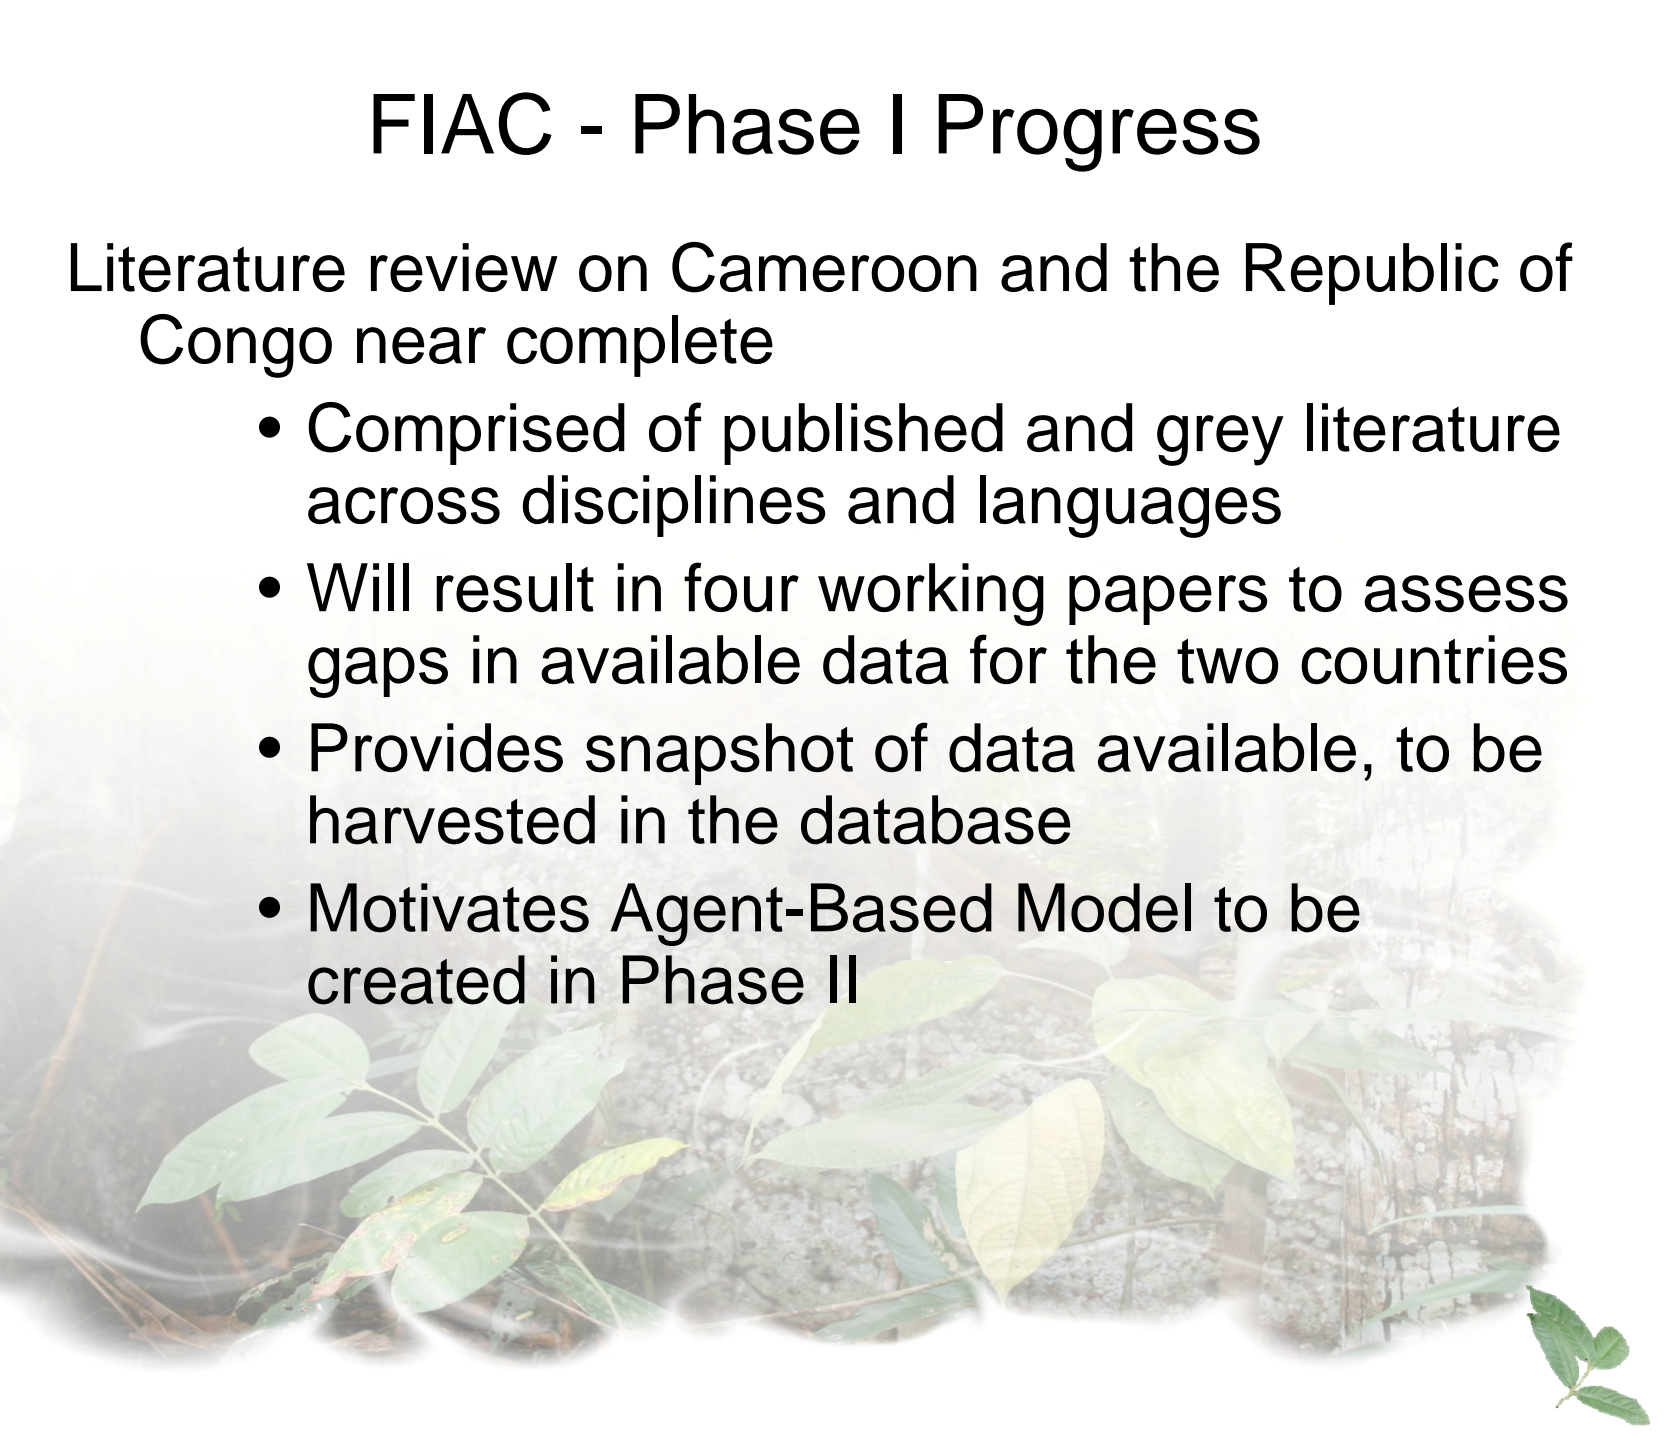 FIAC - Phase I Progress
Literature review on Cameroon and the Republic of
Congo near complete
• Comprised of published and grey literature
across disciplines and languages
• Will result in four working papers to assess
gaps in available data for the two countries
• Provides snapshot of data available, to be
harvested in the database
• Motivates Agent-Based Model to be
created in Phase II